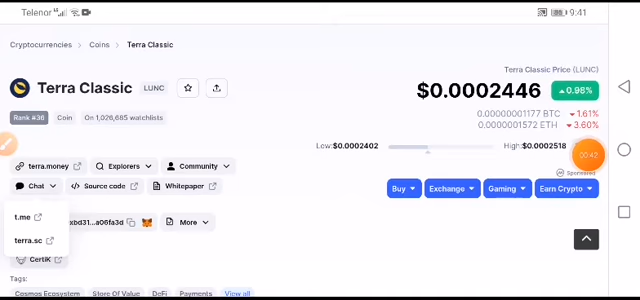 Telenor 9:41
Cryptocurrencies > Coins > Terra Classic
Terra Classic LUNC
Terra Classic Price (LUNC)
$0.0002446 0.96%
Rank #36 Coin On 1,026,685 watchlists
0.00000001177 BTC 1.61%
0.0000001572 ETH 3.60%
Low: $0.0002402 High: $0.0002518
00:42
terra.money Explorers Community
Sponsored
Chat Source code Whitepaper
Buy Exchange Gaming Earn Crypto
t.me
xbd31...a06fa3d More
terra.sc
CertiK
Tags:
Cosmos Ecosystem Store Of Value DeFi Payments View all